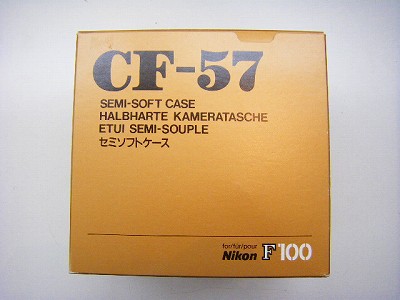 CF-57
SEMI-SOFT CASE
HALBHARTE KAMERATASCHE
ETUI SEMI-SOUPLE
セミソフトケース
for/für/pour
Nikon F100